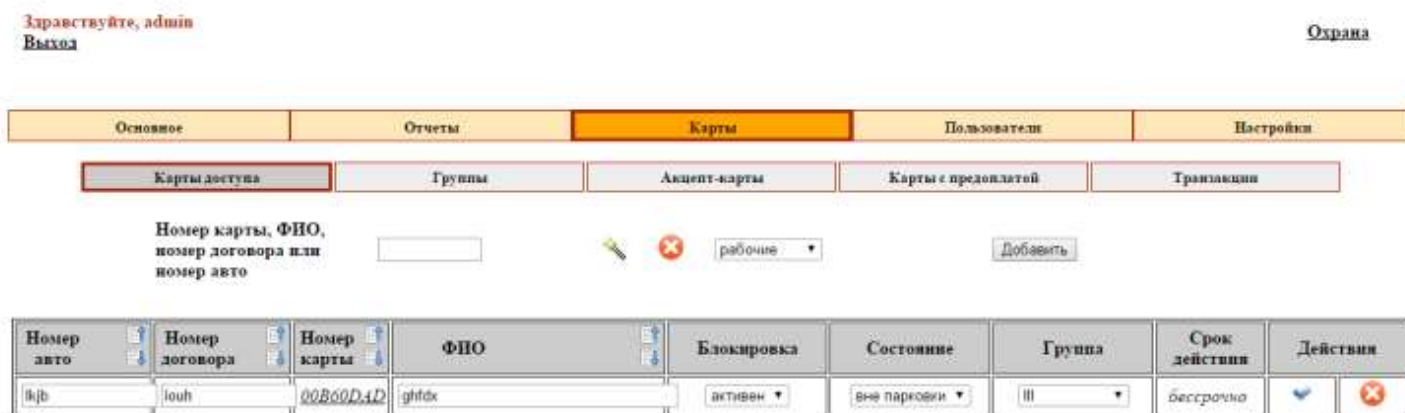 Здравствуйте, admin
Выход
Охрана
Основное Отчеты Карты Пользователи Настройки
Карты доступа Группы Акцепт-карты Карты с предоплатой Транзакции
Номер карты, ФИО,
номер договора или
номер авто
рабочие Добавить
Номер авто Номер договора Номер карты ФИО Блокировка Состояние Группа Срок действия Действия
lkjb iouh 00B60D4D ghfdx активен вне парковки III бессрочно